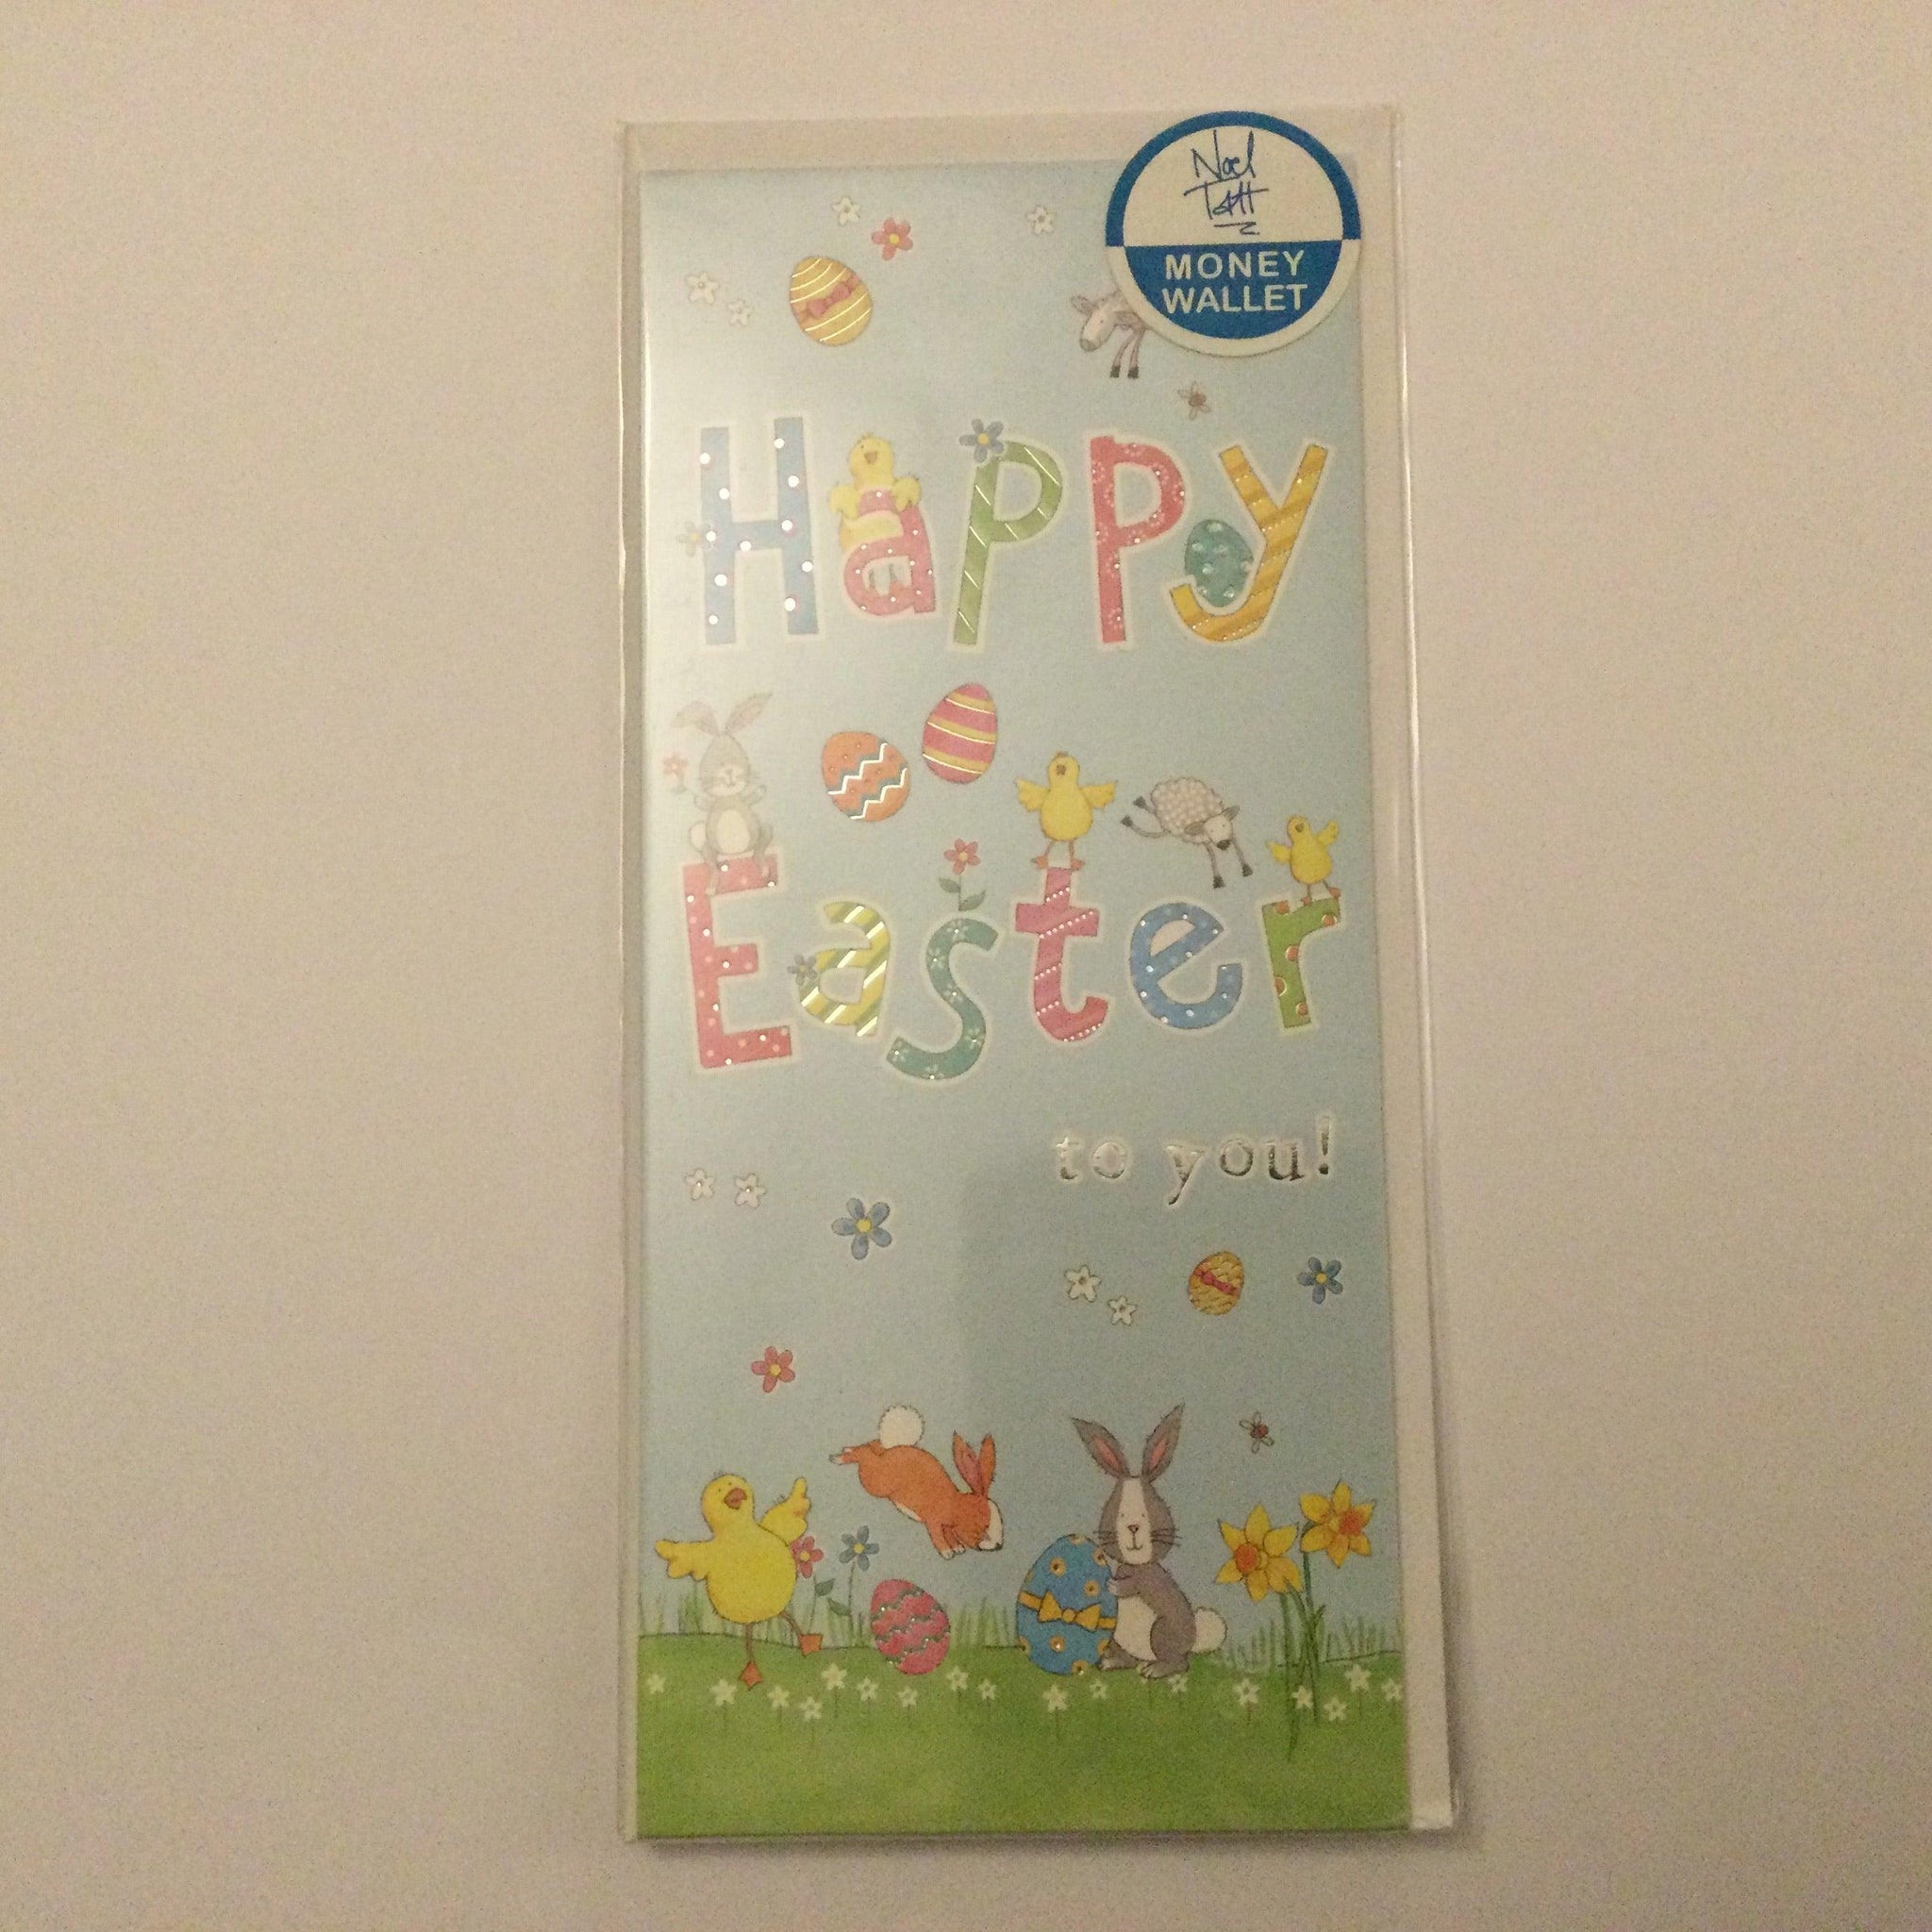 Noel
Tatt
MONEY
WALLET
Happy
Easter
to you!